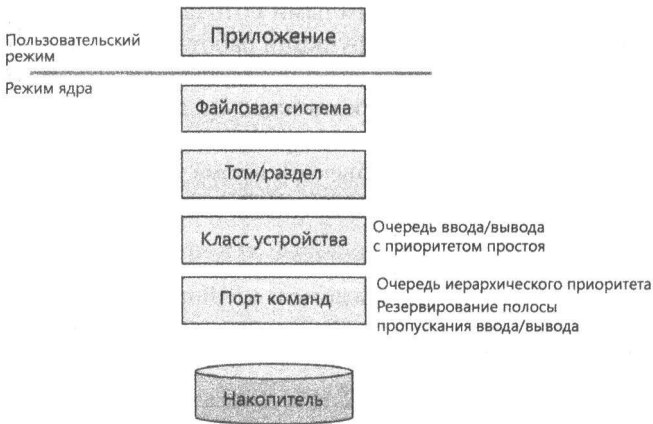 Приложение
Пользовательский
режим
Режим ядра
Файловая система
Том/раздел
Класс устройства
Очередь ввода/вывода
с приоритетом простоя
Порт команд
Очередь иерархического приоритета
Резервирование полосы
пропускания ввода/вывода
Накопитель